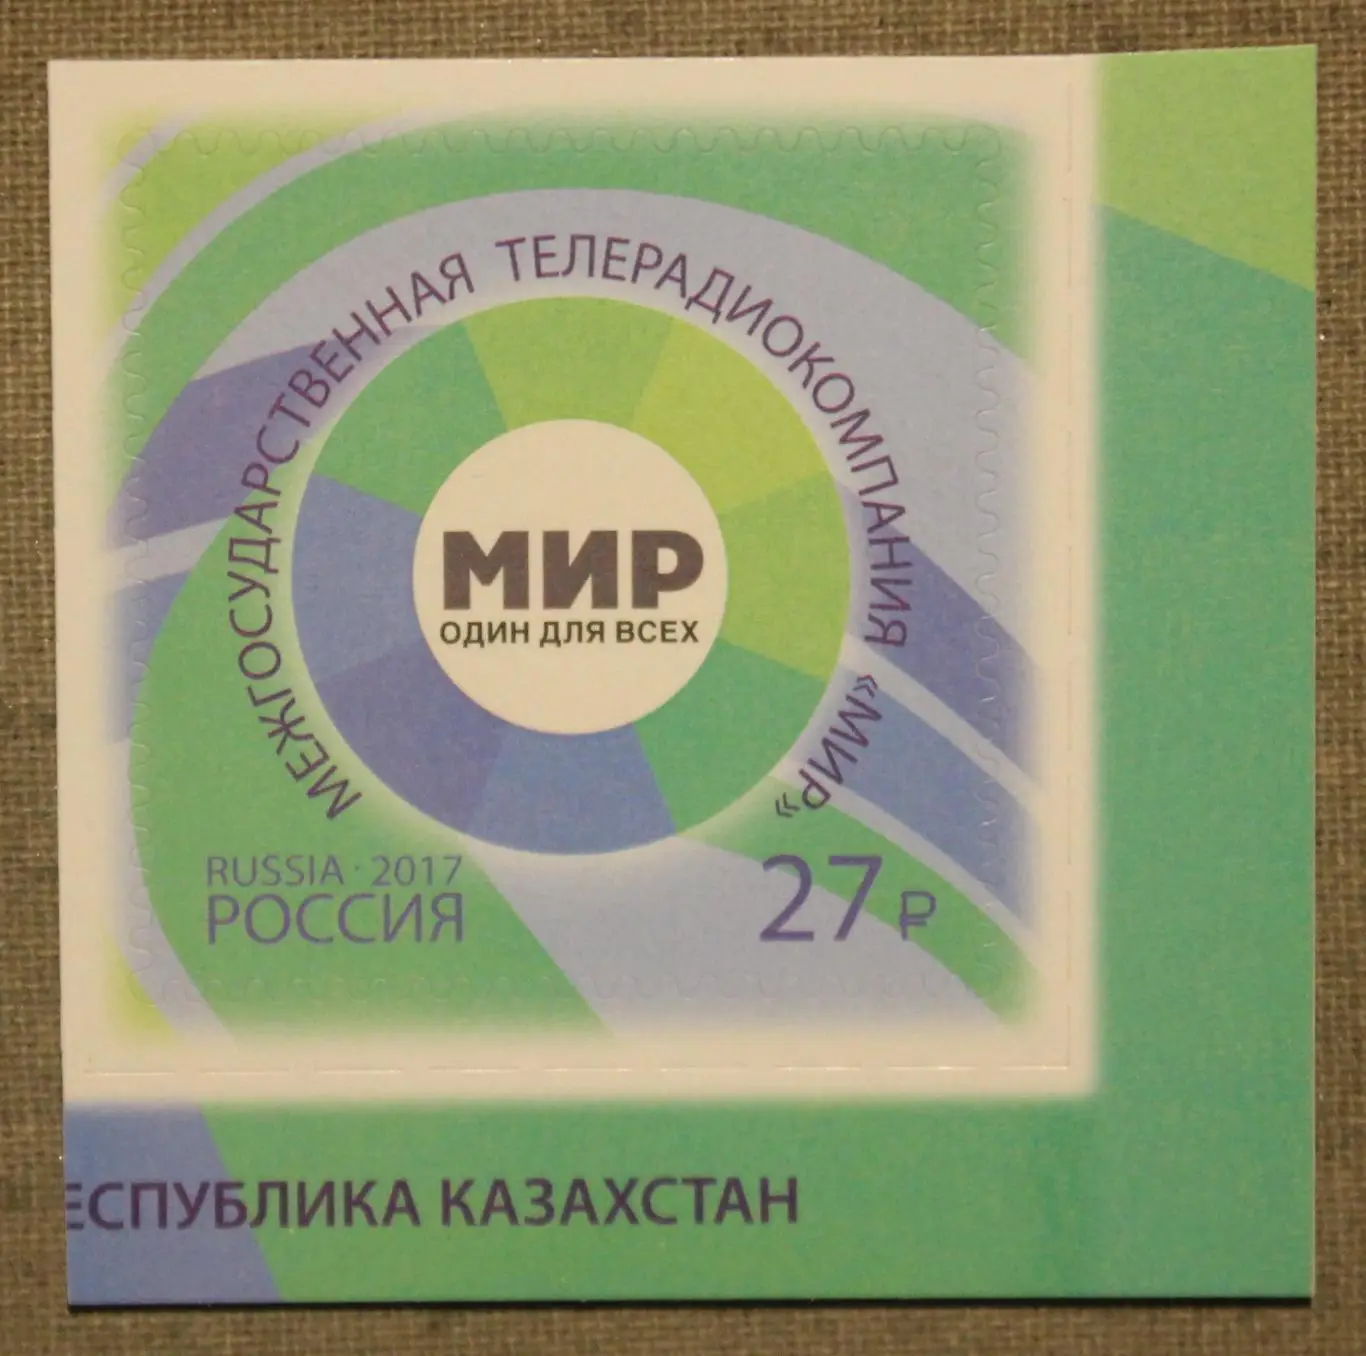 МЕЖГОСУДАРСТВЕННАЯ ТЕЛЕРАДИОКОМПАНИЯ «МИР»
МИР
ОДИН ДЛЯ ВСЕХ
RUSSIA · 2017
РОССИЯ
27 ₽
ЕСПУБЛИКА КАЗАХСТАН